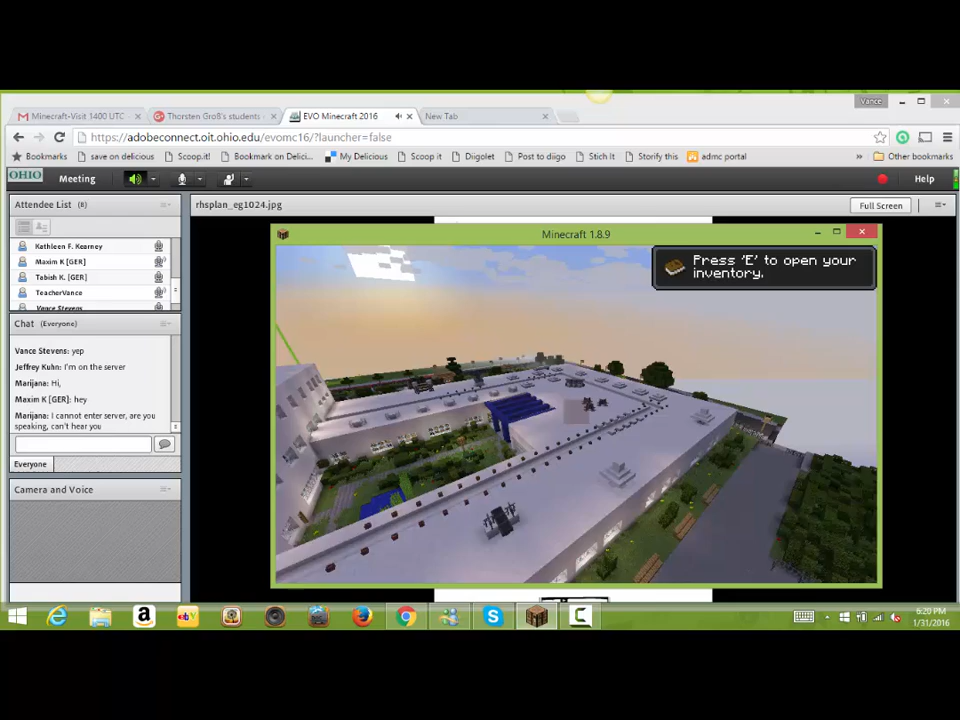 Vance
Minecraft-Visit 1400 UTC
Thorsten Groß's students
EVO Minecraft 2016
New Tab
https://adobeconnect.oit.ohio.edu/evomc16/?launcher=false
Bookmarks
save on delicious
Scoop.it!
Bookmark on Delici...
My Delicious
Scoop it
Diigolet
Post to diigo
Stich It
Storify this
admc portal
»
Other bookmarks
OHIO
Meeting
Help
Attendee List (8)
rhsplan_eg1024.jpg
Full Screen
Kathleen F. Kearney
Maxim K [GER]
Tabish K. [GER]
TeacherVance
Vance Stevens
Minecraft 1.8.9
Press 'E' to open your
inventory.
Chat (Everyone)
Vance Stevens: yep
Jeffrey Kuhn: I'm on the server
Marijana: Hi,
Maxim K [GER]: hey
Marijana: I cannot enter server, are you
speaking, can't hear you
Everyone
Camera and Voice
6:20 PM
1/31/2016